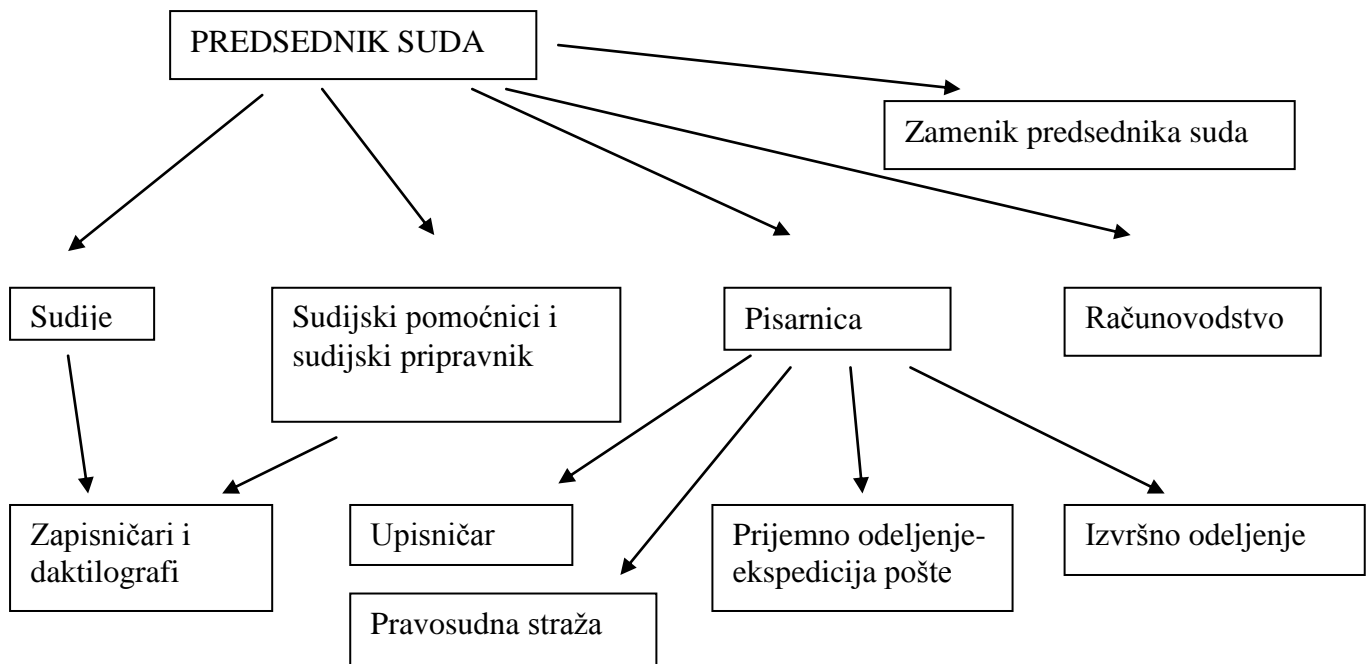 PREDSEDNIK SUDA
Zamenik predsednika suda
Sudije
Sudijski pomoćnici i
sudijski pripravnik
Pisarnica
Računovodstvo
Zapisničari i
daktilografi
Upisničar
Prijemno odeljenje-
ekspedicija pošte
Izvršno odeljenje
Pravosudna straža